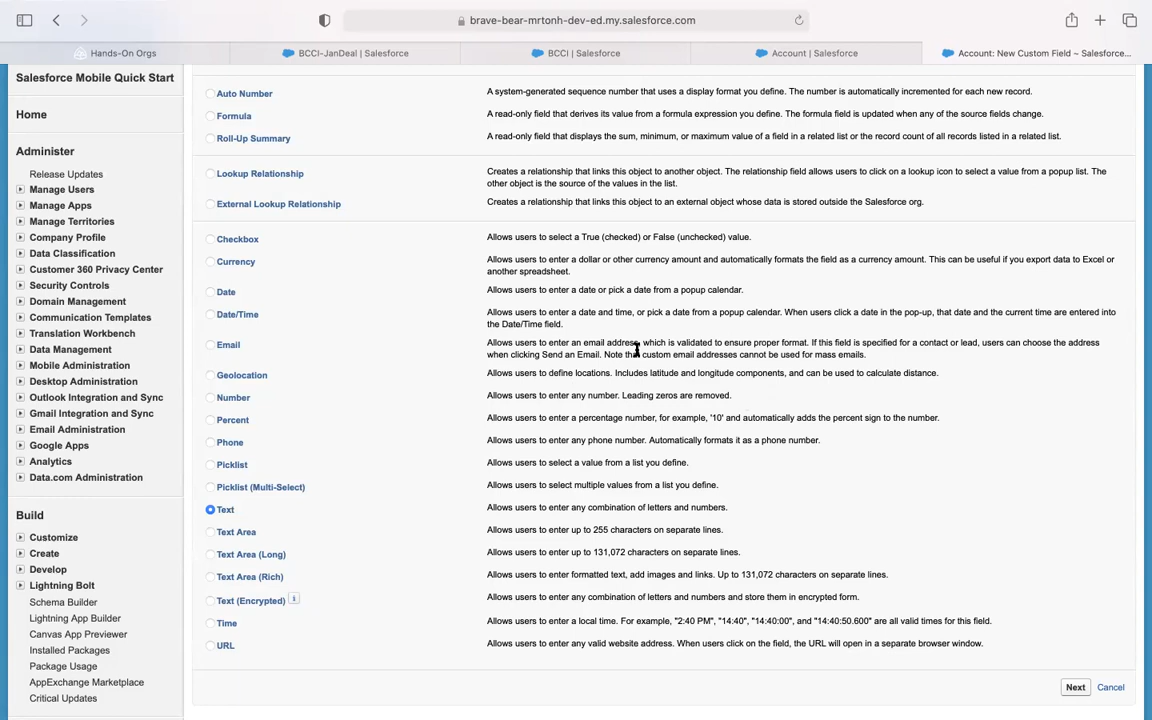 brave-bear-mrtonh-dev-ed.my.salesforce.com
Hands-On Orgs
BCCI-JanDeal | Salesforce
BCCI | Salesforce
Account | Salesforce
Account: New Custom Field ~ Salesforce...
Salesforce Mobile Quick Start
Home
Administer
Release Updates
Manage Users
Manage Apps
Manage Territories
Company Profile
Data Classification
Customer 360 Privacy Center
Security Controls
Domain Management
Communication Templates
Translation Workbench
Data Management
Mobile Administration
Desktop Administration
Outlook Integration and Sync
Gmail Integration and Sync
Email Administration
Google Apps
Analytics
Data.com Administration
Build
Customize
Create
Develop
Lightning Bolt
Schema Builder
Lightning App Builder
Canvas App Previewer
Installed Packages
Package Usage
AppExchange Marketplace
Critical Updates
Auto Number
A system-generated sequence number that uses a display format you define. The number is automatically incremented for each new record.
Formula
A read-only field that derives its value from a formula expression you define. The formula field is updated when any of the source fields change.
Roll-Up Summary
A read-only field that displays the sum, minimum, or maximum value of a field in a related list or the record count of all records listed in a related list.
Lookup Relationship
Creates a relationship that links this object to another object. The relationship field allows users to click on a lookup icon to select a value from a popup list. The
other object is the source of the values in the list.
External Lookup Relationship
Creates a relationship that links this object to an external object whose data is stored outside the Salesforce org.
Checkbox
Allows users to select a True (checked) or False (unchecked) value.
Currency
Allows users to enter a dollar or other currency amount and automatically formats the field as a currency amount. This can be useful if you export data to Excel or
another spreadsheet.
Date
Allows users to enter a date or pick a date from a popup calendar.
Date/Time
Allows users to enter a date and time, or pick a date from a popup calendar. When users click a date in the pop-up, that date and the current time are entered into
the Date/Time field.
Email
Allows users to enter an email address, which is validated to ensure proper format. If this field is specified for a contact or lead, users can choose the address
when clicking Send an Email. Note that custom email addresses cannot be used for mass emails.
Geolocation
Allows users to define locations. Includes latitude and longitude components, and can be used to calculate distance.
Number
Allows users to enter any number. Leading zeros are removed.
Percent
Allows users to enter a percentage number, for example, '10' and automatically adds the percent sign to the number.
Phone
Allows users to enter any phone number. Automatically formats it as a phone number.
Picklist
Allows users to select a value from a list you define.
Picklist (Multi-Select)
Allows users to select multiple values from a list you define.
Text
Allows users to enter any combination of letters and numbers.
Text Area
Allows users to enter up to 255 characters on separate lines.
Text Area (Long)
Allows users to enter up to 131,072 characters on separate lines.
Text Area (Rich)
Allows users to enter formatted text, add images and links. Up to 131,072 characters on separate lines.
Text (Encrypted) i
Allows users to enter any combination of letters and numbers and store them in encrypted form.
Time
Allows users to enter a local time. For example, "2:40 PM", "14:40", "14:40:00", and "14:40:50.600" are all valid times for this field.
URL
Allows users to enter any valid website address. When users click on the field, the URL will open in a separate browser window.
Next
Cancel